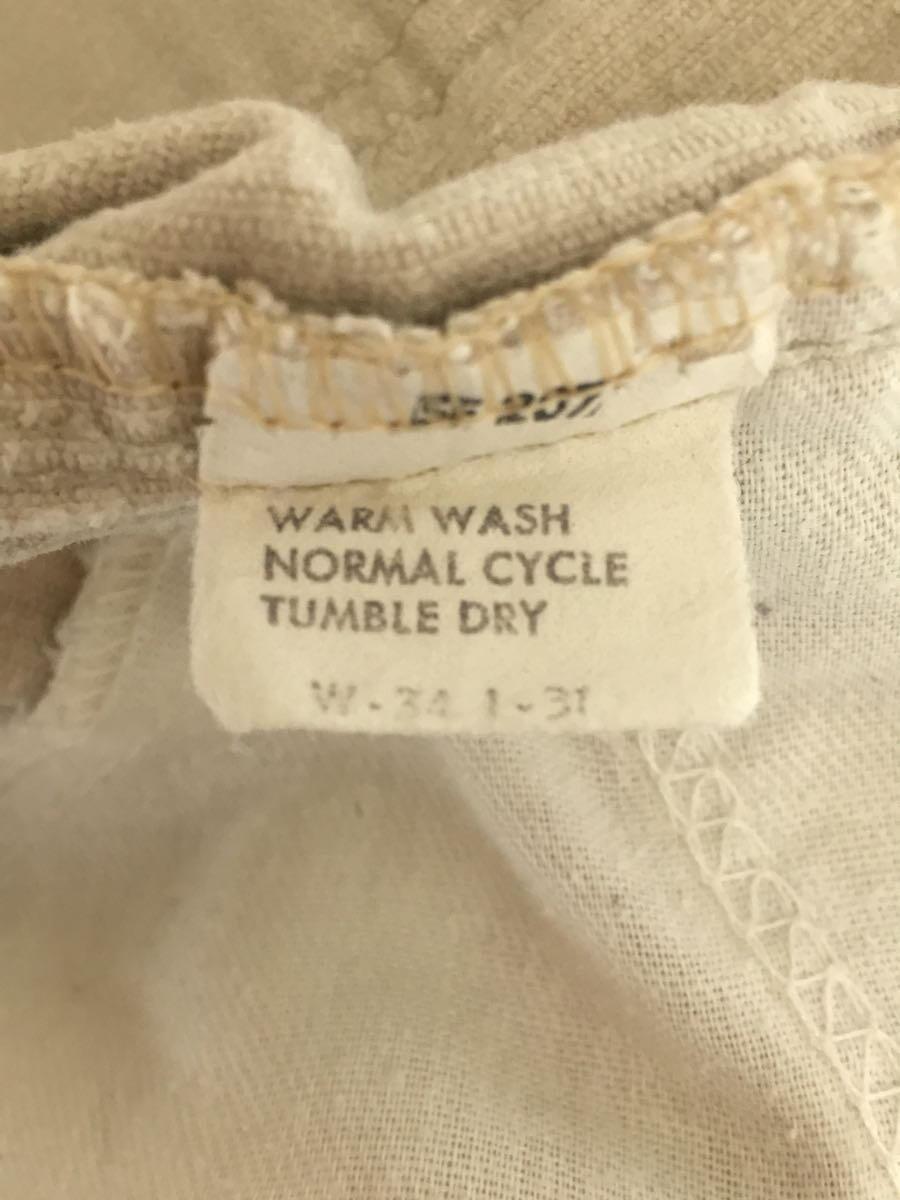 WARM WASH
NORMAL CYCLE
TUMBLE DRY
W-34 L-31